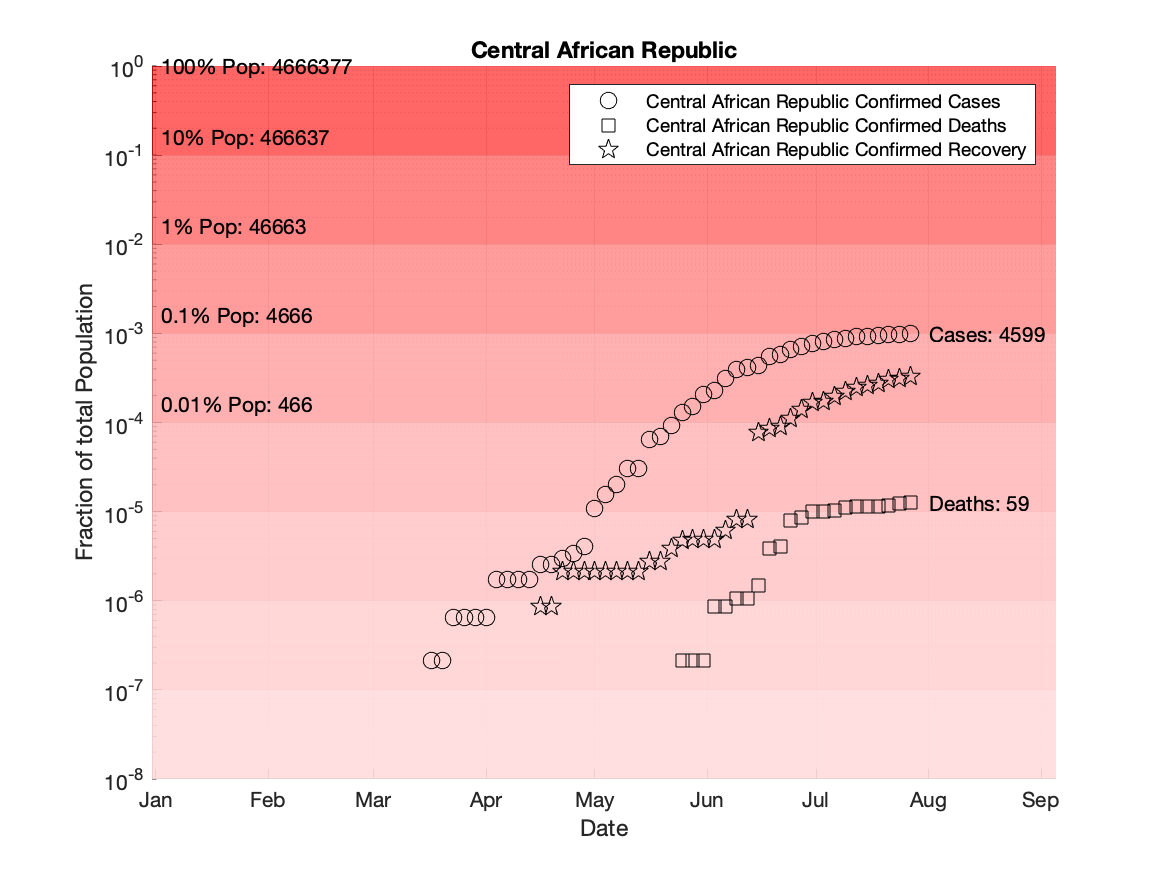 Central African Republic
10^0
100% Pop: 4666377
Central African Republic Confirmed Cases
Central African Republic Confirmed Deaths
Central African Republic Confirmed Recovery
10% Pop: 466637
10^-1
1% Pop: 46663
10^-2
0.1% Pop: 4666
10^-3
Cases: 4599
0.01% Pop: 466
10^-4
Deaths: 59
10^-5
10^-6
10^-7
10^-8
Fraction of total Population
Jan Feb Mar Apr May Jun Jul Aug Sep
Date